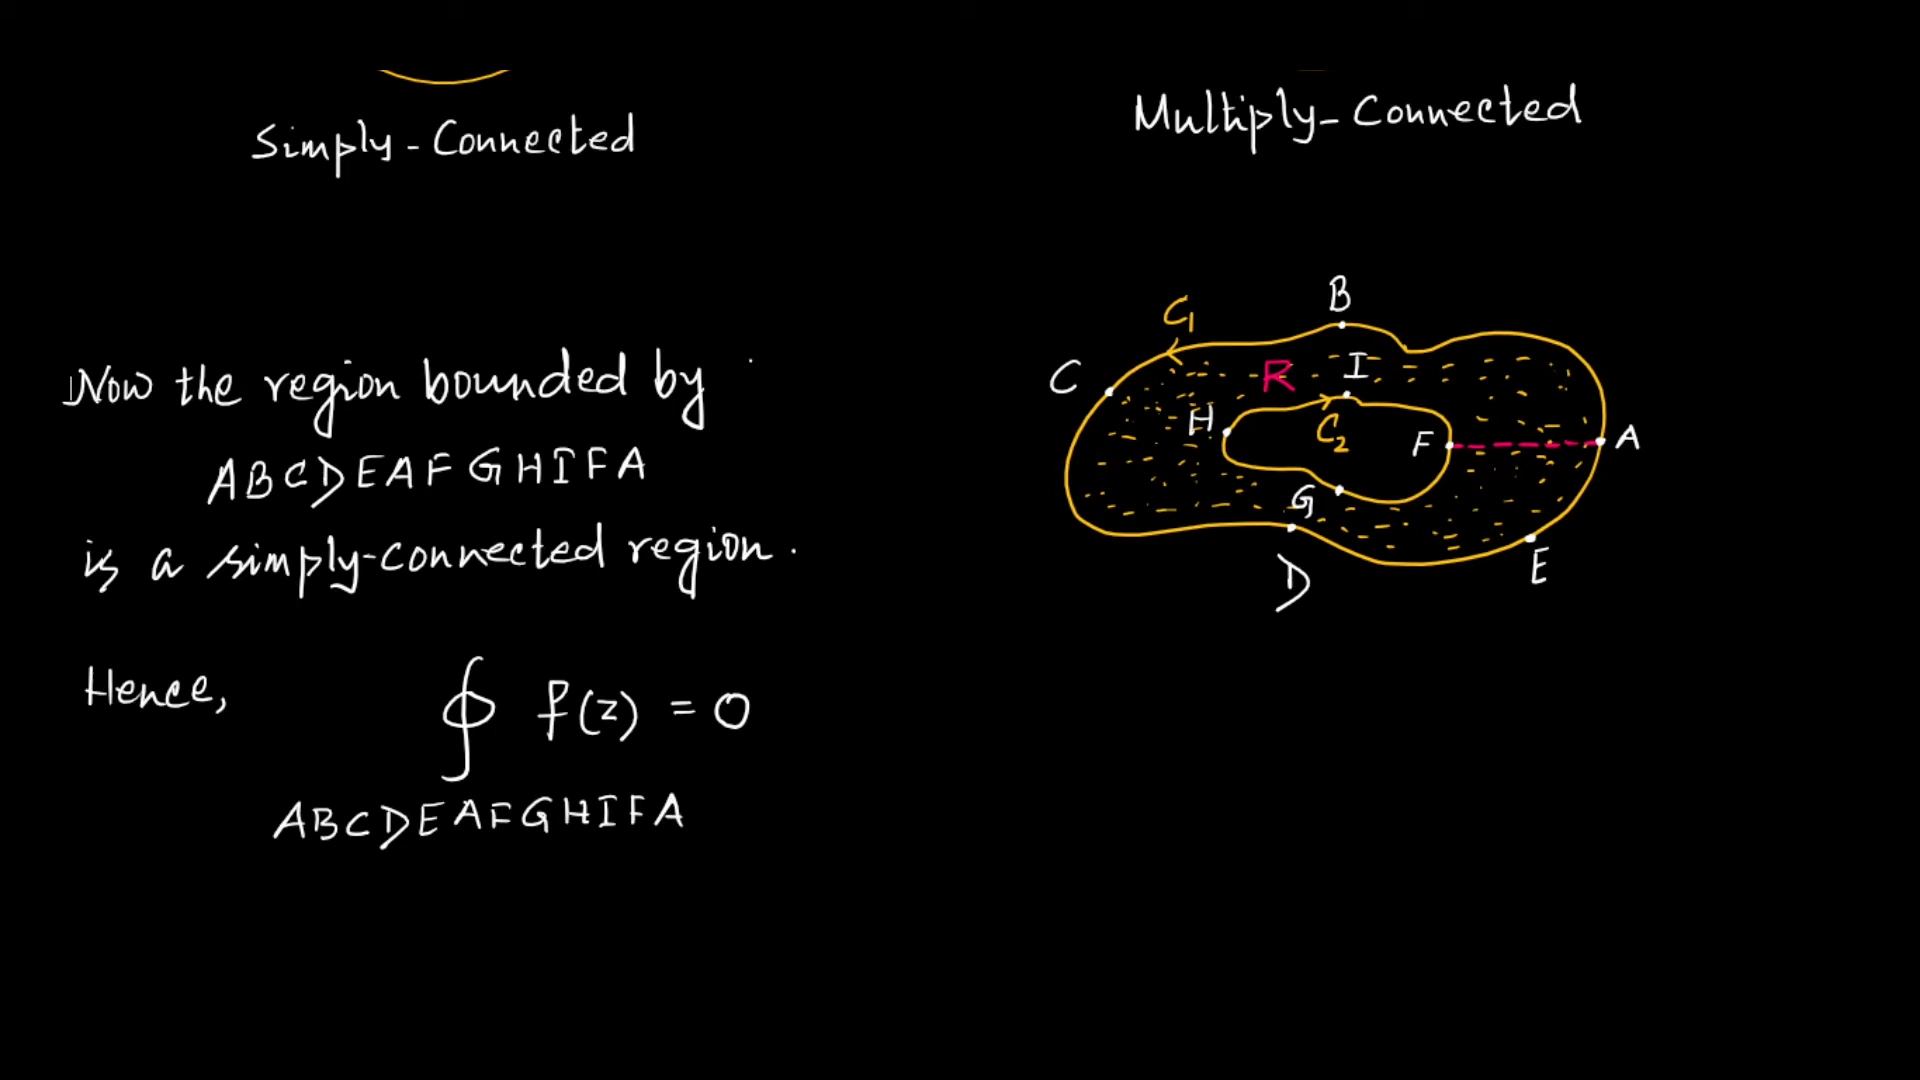 Simply-Connected
Multiply-Connected
Now the region bounded by
ABCDEAFGHIFA
is a simply-connected region.
Hence,
∮ f(z) = 0
ABCDEAFGHIFA
B
C₁
C
R
I
H
C₂
F
A
G
D
E